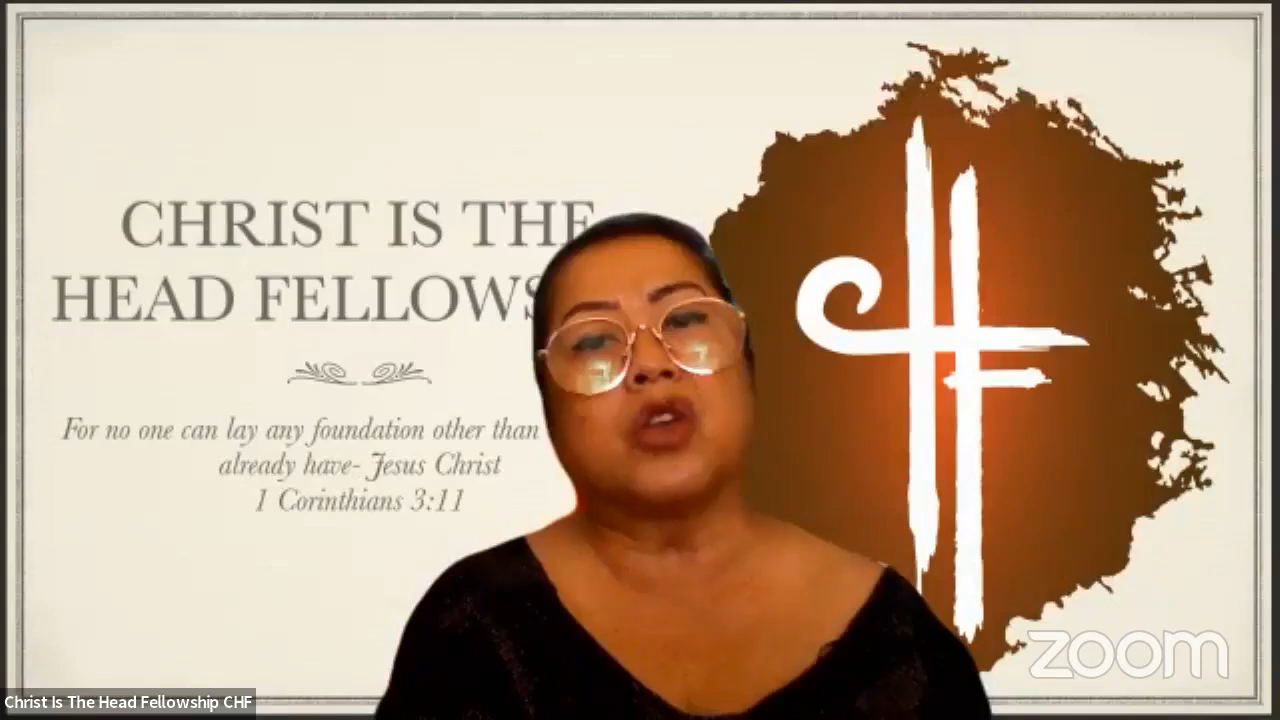 CHRIST IS THE
HEAD FELLOWS
For no one can lay any foundation other than
already have- Jesus Christ
1 Corinthians 3:11
zoom
Christ Is The Head Fellowship CHF